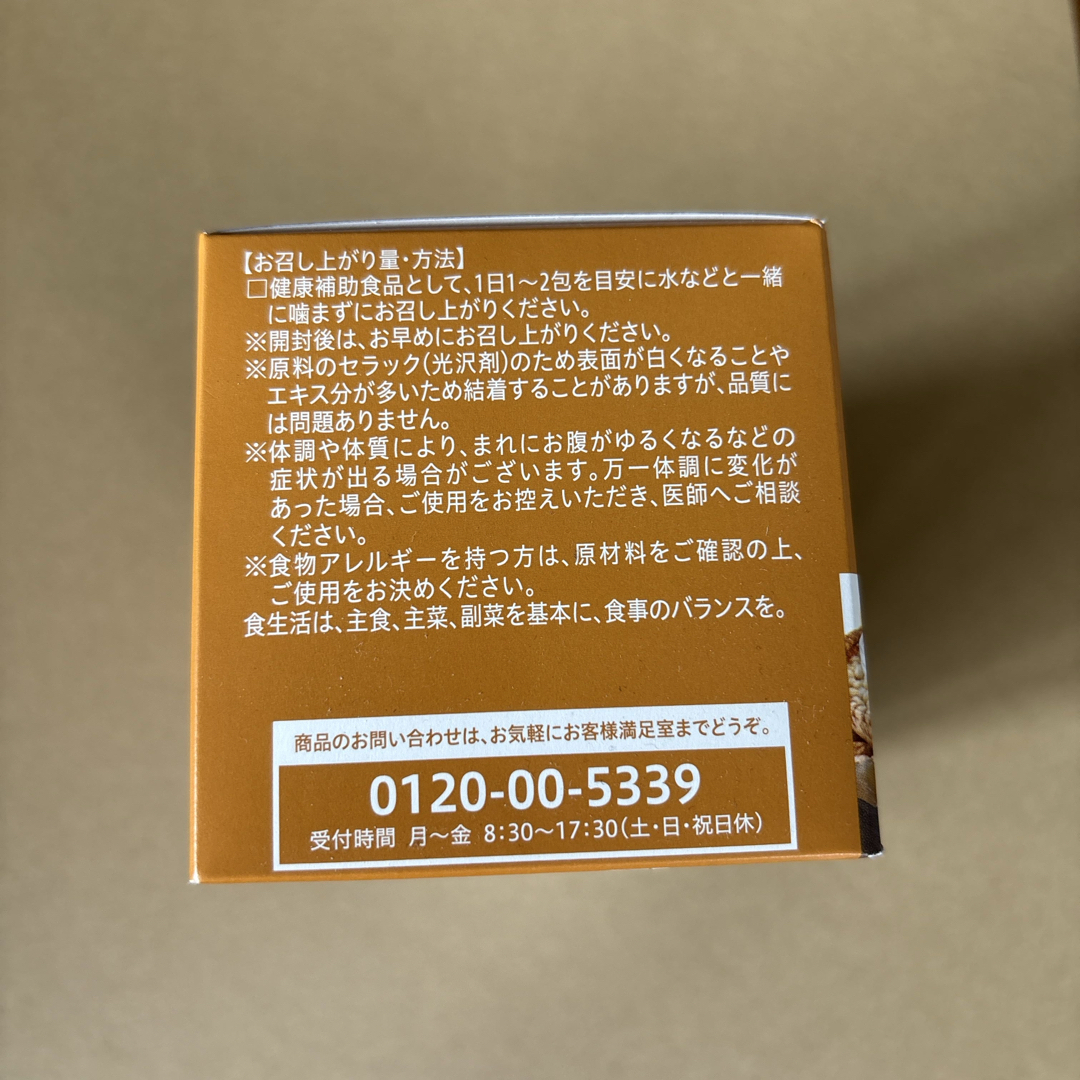 【お召し上がり量・方法】
□健康補助食品として、1日1～2包を目安に水などと一緒
に噛まずにお召し上がりください。
※開封後は、お早めにお召し上がりください。
※原料のセラック(光沢剤)のため表面が白くなることや
エキス分が多いため結着することがありますが、品質に
は問題ありません。
※体調や体質により、まれにお腹がゆるくなるなどの
症状が出る場合がございます。万一体調に変化が
あった場合、ご使用をお控えいただき、医師へご相談
ください。
※食物アレルギーを持つ方は、原材料をご確認の上、
ご使用をお決めください。
食生活は、主食、主菜、副菜を基本に、食事のバランスを。
商品のお問い合わせは、お気軽にお客様満足室までどうぞ。
0120-00-5339
受付時間 月～金 8:30～17:30(土・日・祝日休)